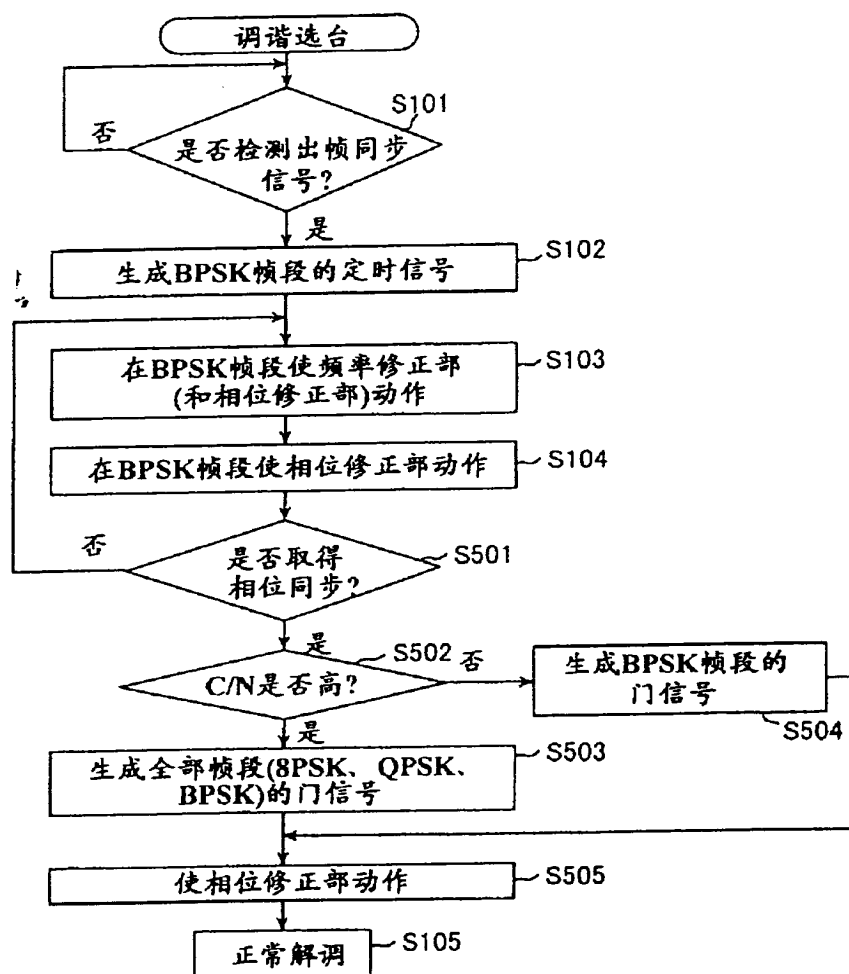 调谐选台
S101
否
是否检测出帧同步
信号?
是
生成BPSK帧段的定时信号
S102
在BPSK帧段使频率修正部
(和相位修正部)动作
S103
在BPSK帧段使相位修正部动作
S104
否
是否取得
相位同步?
S501
是
S502
否
C/N是否高?
生成BPSK帧段的
门信号
S504
是
生成全部帧段(8PSK、QPSK、
BPSK)的门信号
S503
使相位修正部动作
S505
正常解调
S105